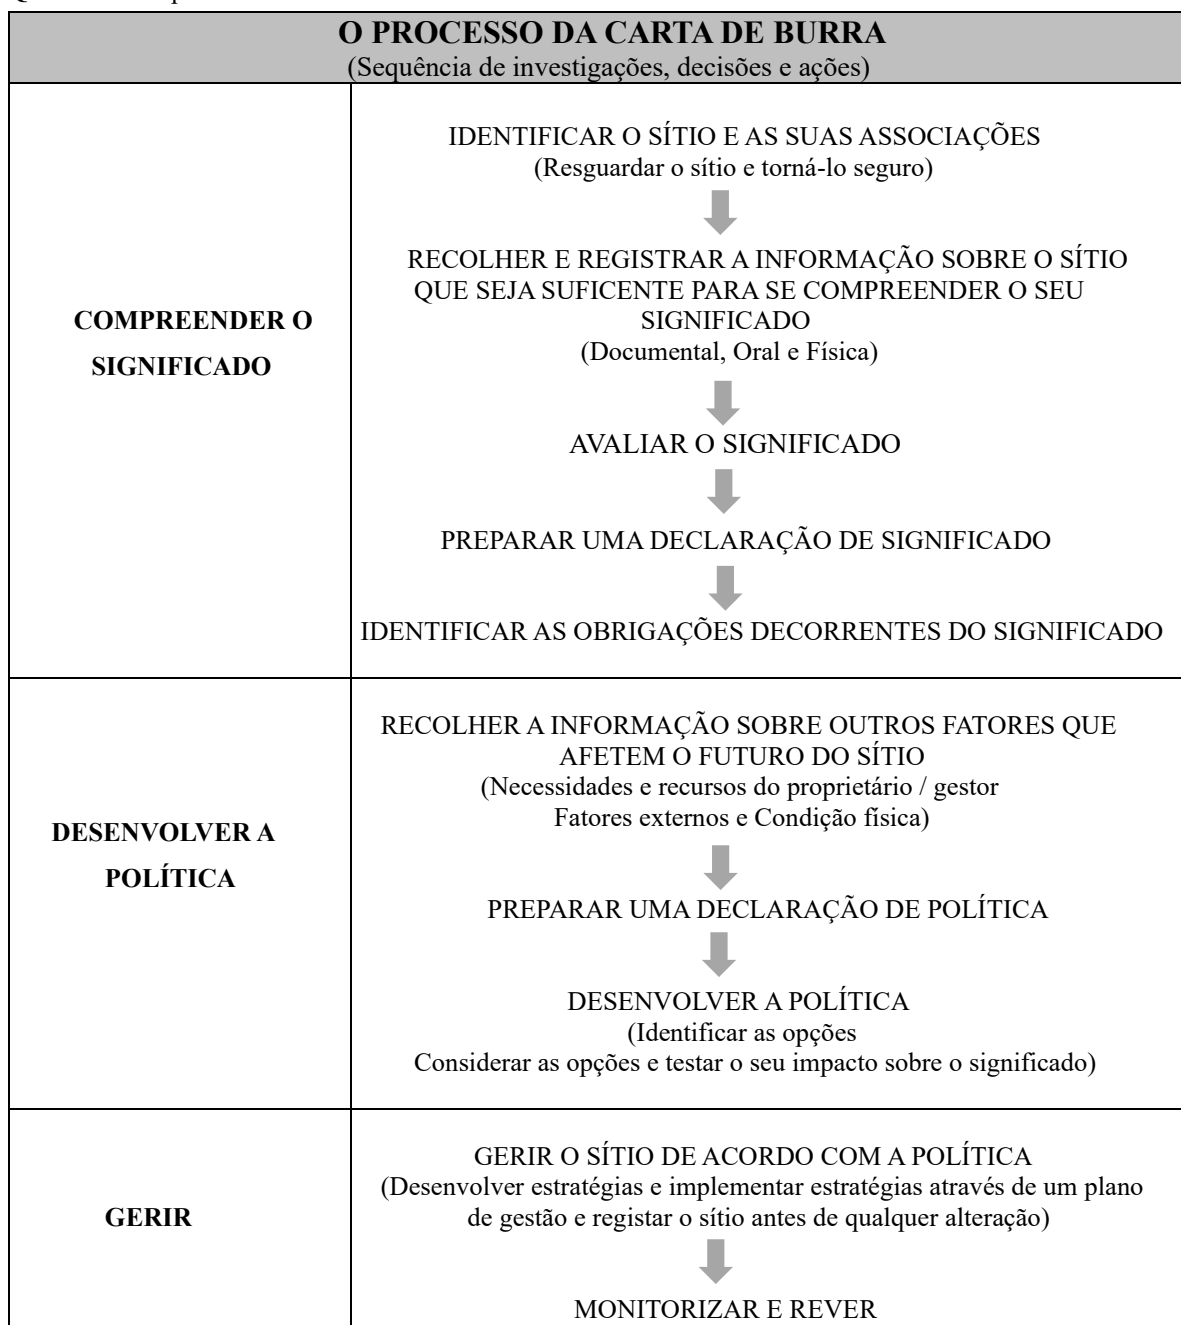 O PROCESSO DA CARTA DE BURRA
(Sequência de investigações, decisões e ações)
COMPREENDER O
SIGNIFICADO
IDENTIFICAR O SÍTIO E AS SUAS ASSOCIAÇÕES
(Resguardar o sítio e torná-lo seguro)
RECOLHER E REGISTRAR A INFORMAÇÃO SOBRE O SÍTIO
QUE SEJA SUFICENTE PARA SE COMPREENDER O SEU
SIGNIFICADO
(Documental, Oral e Física)
AVALIAR O SIGNIFICADO
PREPARAR UMA DECLARAÇÃO DE SIGNIFICADO
IDENTIFICAR AS OBRIGAÇÕES DECORRENTES DO SIGNIFICADO
DESENVOLVER A
POLÍTICA
RECOLHER A INFORMAÇÃO SOBRE OUTROS FATORES QUE
AFETEM O FUTURO DO SÍTIO
(Necessidades e recursos do proprietário / gestor
Fatores externos e Condição física)
PREPARAR UMA DECLARAÇÃO DE POLÍTICA
DESENVOLVER A POLÍTICA
(Identificar as opções
Considerar as opções e testar o seu impacto sobre o significado)
GERIR
GERIR O SÍTIO DE ACORDO COM A POLÍTICA
(Desenvolver estratégias e implementar estratégias através de um plano
de gestão e registar o sítio antes de qualquer alteração)
MONITORIZAR E REVER